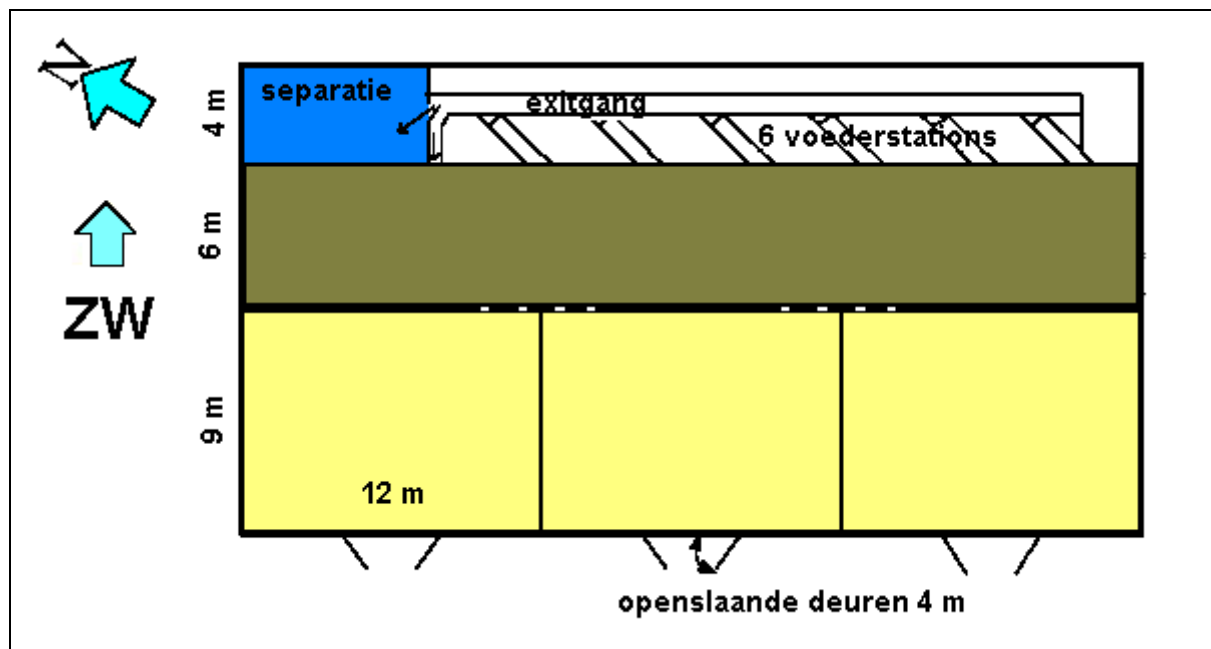 N
separatie
exitgang
6 voederstations
4 m
6 m
ZW
9 m
12 m
openslaande deuren 4 m